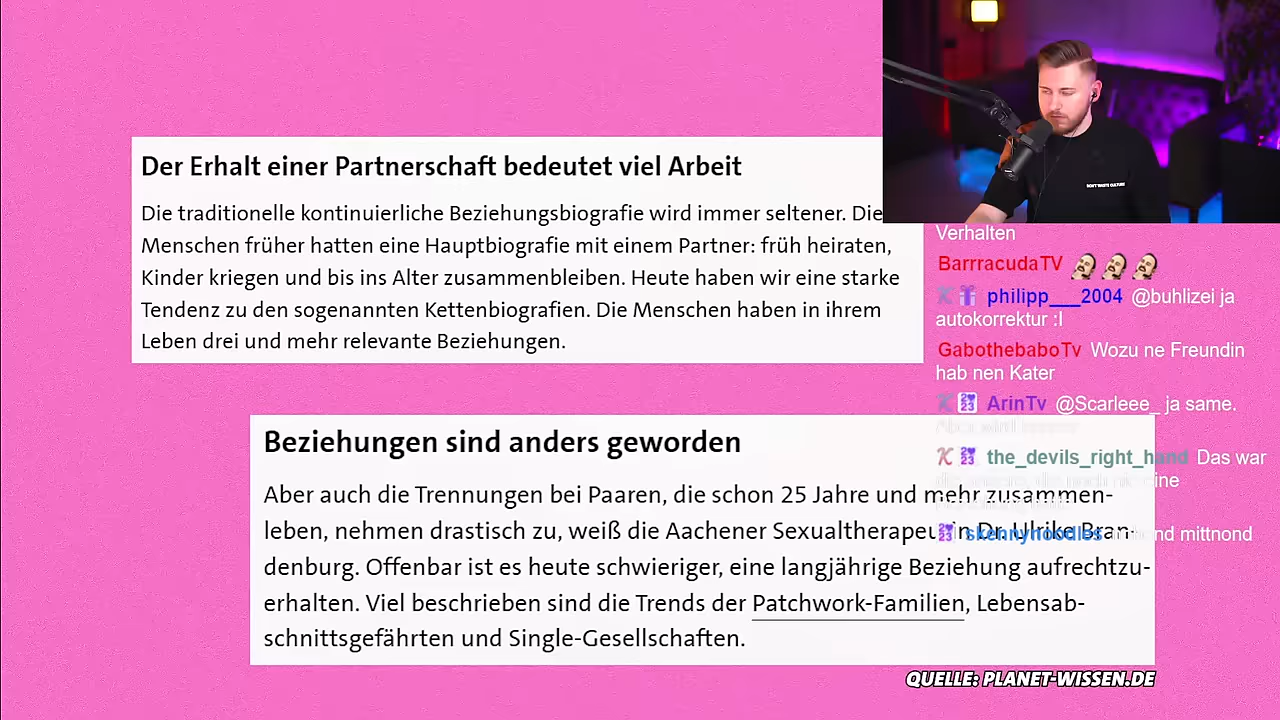 Der Erhalt einer Partnerschaft bedeutet viel Arbeit
Die traditionelle kontinuierliche Beziehungsbiografie wird immer seltener. Die
Menschen früher hatten eine Hauptbiografie mit einem Partner: früh heiraten,
Kinder kriegen und bis ins Alter zusammenbleiben. Heute haben wir eine starke
Tendenz zu den sogenannten Kettenbiografien. Die Menschen haben in ihrem
Leben drei und mehr relevante Beziehungen.
Beziehungen sind anders geworden
Aber auch die Trennungen bei Paaren, die schon 25 Jahre und mehr zusammen-
leben, nehmen drastisch zu, weiß die Aachener Sexualtherapeutin Dr. Ulrike Bran-
denburg. Offenbar ist es heute schwieriger, eine langjährige Beziehung aufrechtzu-
erhalten. Viel beschrieben sind die Trends der Patchwork-Familien, Lebensab-
schnittsgefährten und Single-Gesellschaften.
QUELLE: PLANET-WISSEN.DE
Verhalten
BarrracudaTV
philipp___2004 @buhlizei ja
autokorrektur :l
GabothebaboTv Wozu ne Freundin
hab nen Kater
ArinTv @Scarleee_ ja same.
the_devils_right_hand Das war
skennynoodles mittnond